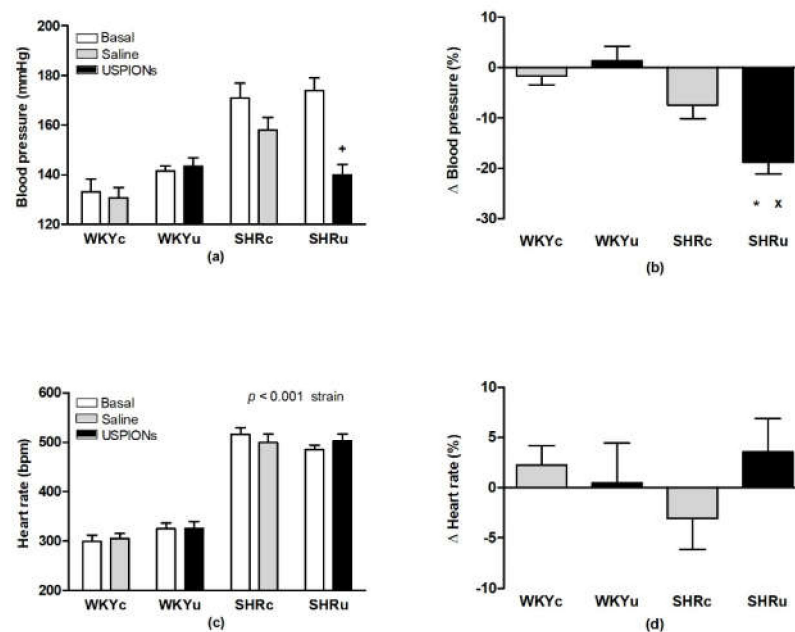 Basal
Saline
USPIONs
Blood pressure (mmHg)
200
180
160
140
120
+
WKYc WKYu SHRc SHRu
(a)
Δ Blood pressure (%)
10
0
-10
-20
-30
* x
WKYc WKYu SHRc SHRu
(b)
Basal
Saline
USPIONs
p < 0.001 strain
Heart rate (bpm)
600
500
400
300
200
WKYc WKYu SHRc SHRu
(c)
Δ Heart rate (%)
10
5
0
-5
-10
WKYc WKYu SHRc SHRu
(d)